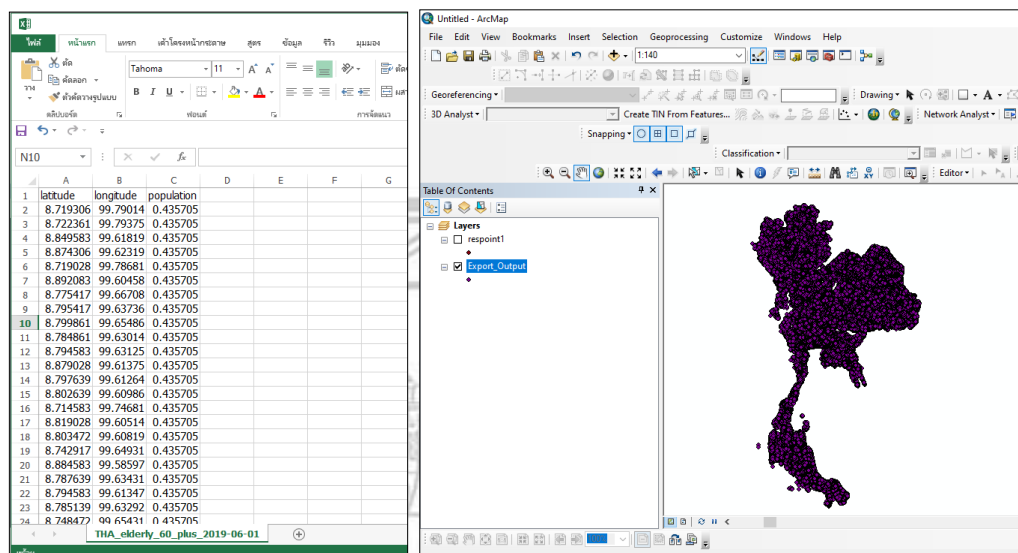 ไฟล์ หน้าแรก แทรก เค้าโครงหน้ากระดาษ สูตร ข้อมูล รีวิว มุมมอง
วาง
ตัด
คัดลอก
ตัวคัดวางรูปแบบ
คลิปบอร์ด
Tahoma 11
B I U
ฟอนต์
การจัดแนว
N10
fx
A B C D E F G
1 latitude longitude population
2 8.719306 99.79014 0.435705
3 8.722361 99.79375 0.435705
4 8.849583 99.61819 0.435705
5 8.874306 99.62319 0.435705
6 8.719028 99.78681 0.435705
7 8.892083 99.60458 0.435705
8 8.775417 99.66708 0.435705
9 8.795417 99.63736 0.435705
10 8.799861 99.65486 0.435705
11 8.784861 99.63014 0.435705
12 8.794583 99.63125 0.435705
13 8.879028 99.61375 0.435705
14 8.797639 99.61264 0.435705
15 8.802639 99.60986 0.435705
16 8.714583 99.74681 0.435705
17 8.819028 99.60514 0.435705
18 8.803472 99.60819 0.435705
19 8.742917 99.64931 0.435705
20 8.884583 99.58597 0.435705
21 8.787639 99.63431 0.435705
22 8.794583 99.61347 0.435705
23 8.785139 99.63292 0.435705
24 8.748472 99.65431 0.435705
THA_elderly_60_plus_2019-06-01
Untitled - ArcMap
File Edit View Bookmarks Insert Selection Geoprocessing Customize Windows Help
1:140
Georeferencing Drawing A
3D Analyst Create TIN From Features... Network Analyst
Snapping
Classification
Editor
Table Of Contents
Layers
respoint1
Export_Output